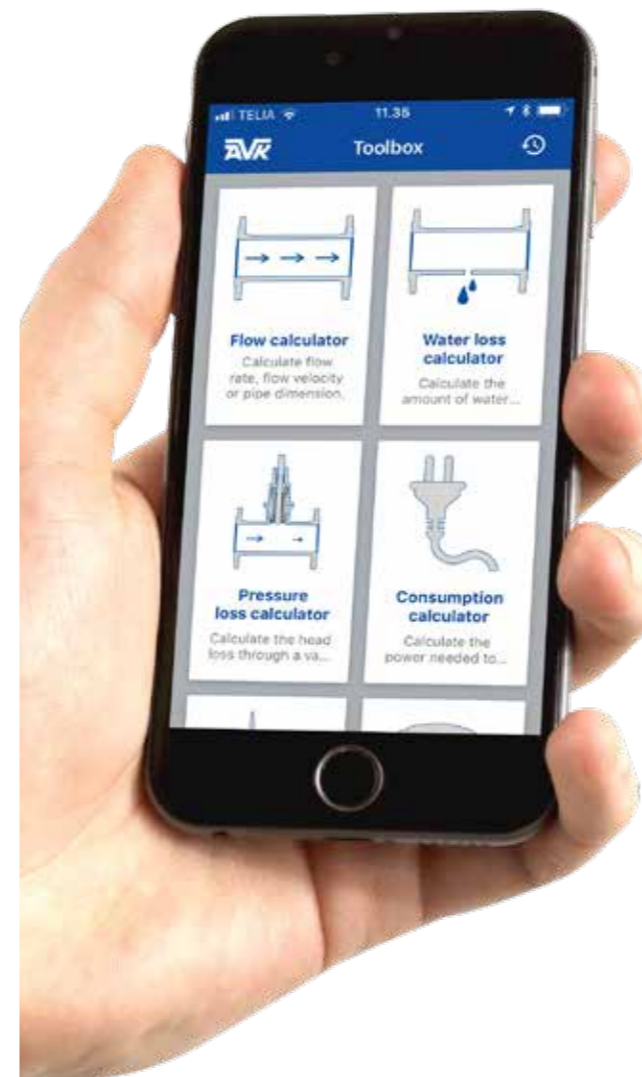 TELIA
11.35
AVK
Toolbox
Flow calculator
Calculate flow
rate, flow velocity
or pipe dimension.
Water loss
calculator
Calculate the
amount of water...
Pressure
loss calculator
Calculate the head
loss through a va...
Consumption
calculator
Calculate the
power needed to...